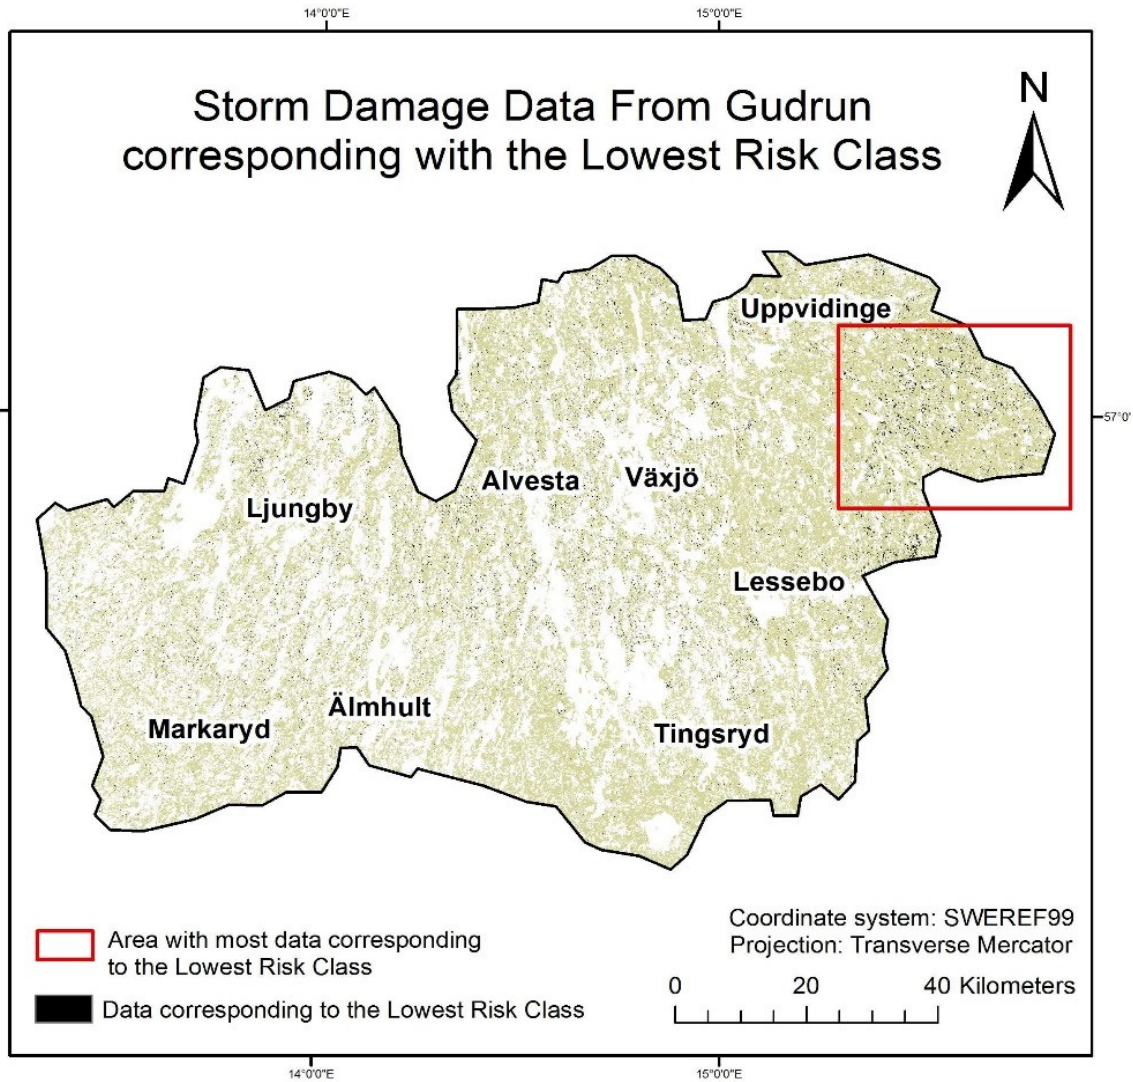 14°0'0"E 15°0'0"E
Storm Damage Data From Gudrun
corresponding with the Lowest Risk Class
N
Uppvidinge
57°0'
Alvesta Växjö
Ljungby
Lessebo
Älmhult
Markaryd Tingsryd
Area with most data corresponding
to the Lowest Risk Class
Data corresponding to the Lowest Risk Class
Coordinate system: SWEREF99
Projection: Transverse Mercator
0 20 40 Kilometers
14°0'0"E 15°0'0"E